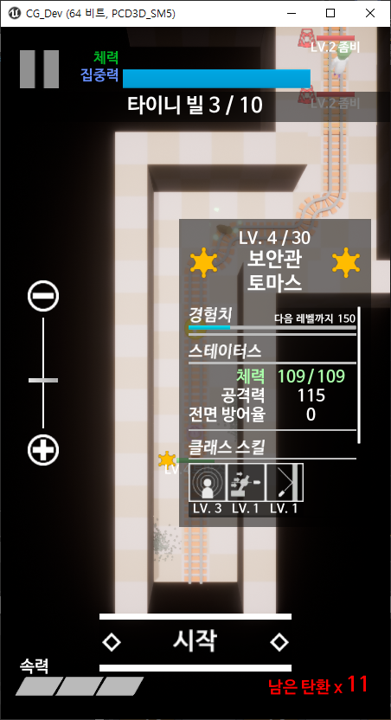 CG_Dev (64 비트, PCD3D_SM5)
체력
집중력
LV.2 좀비
타이니 빌 3 / 10
LV.2 좀비
LV. 4 / 30
보안관
토마스
경험치 다음 레벨까지 150
스테이터스
체력 109 / 109
공격력 115
전면 방어율 0
클래스 스킬
LV. 3 LV. 1 LV. 1
시작
속력
남은 탄환 x 11